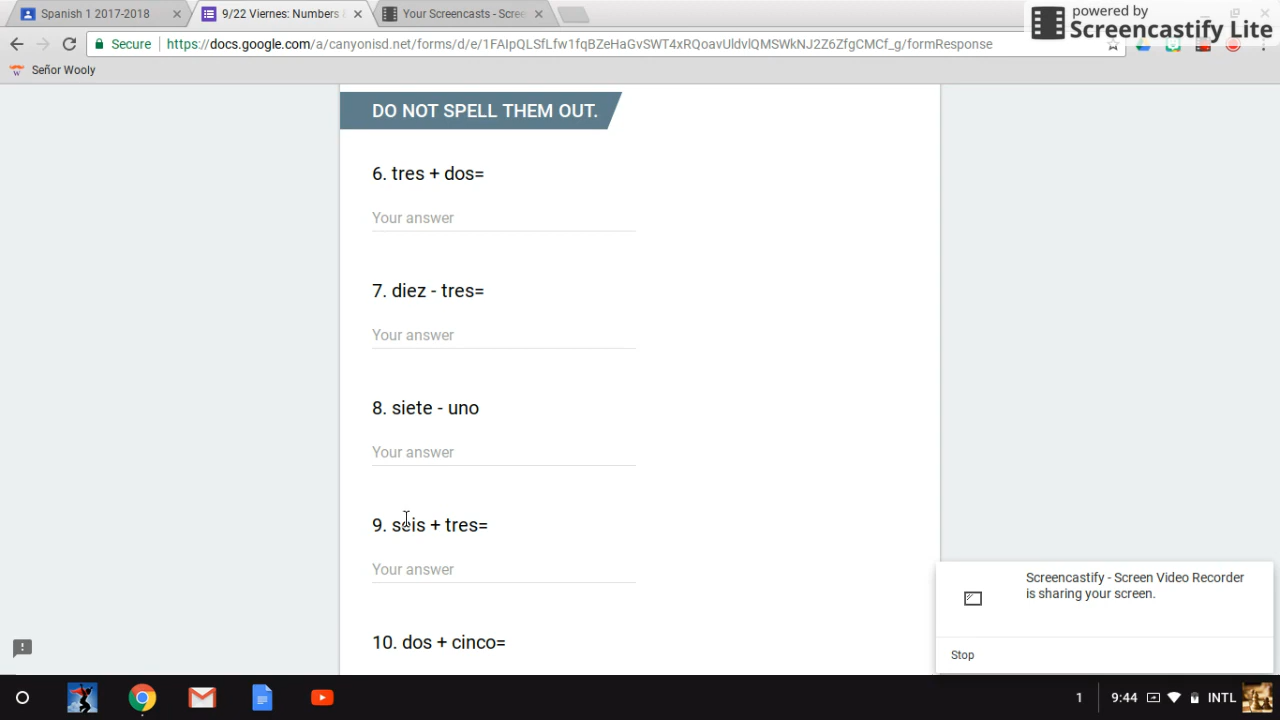 powered by
Screencastify Lite
Spanish 1 2017-2018
9/22 Viernes: Numbers
Your Screencasts - Scree
Secure
https://docs.google.com/a/canyonisd.net/forms/d/e/1FAIpQLSfLfw1fqBZeHaGvSWT4xRQoavUldvlQMSWkNJ2Z6ZfgCMCf_g/formResponse
Señor Wooly
DO NOT SPELL THEM OUT.
6. tres + dos=
Your answer
7. diez - tres=
Your answer
8. siete - uno
Your answer
9. seis + tres=
Your answer
10. dos + cinco=
Screencastify - Screen Video Recorder
is sharing your screen.
Stop
1
9:44
INTL